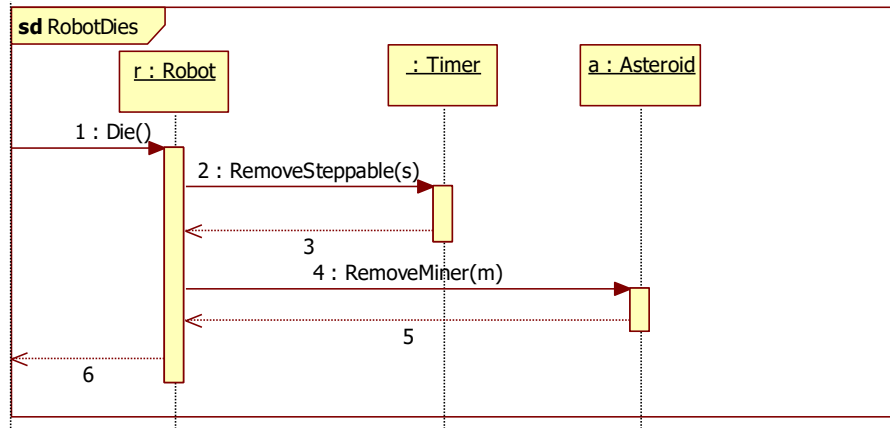 sd RobotDies
r : Robot
: Timer
a : Asteroid
1 : Die()
2 : RemoveSteppable(s)
3
4 : RemoveMiner(m)
5
6